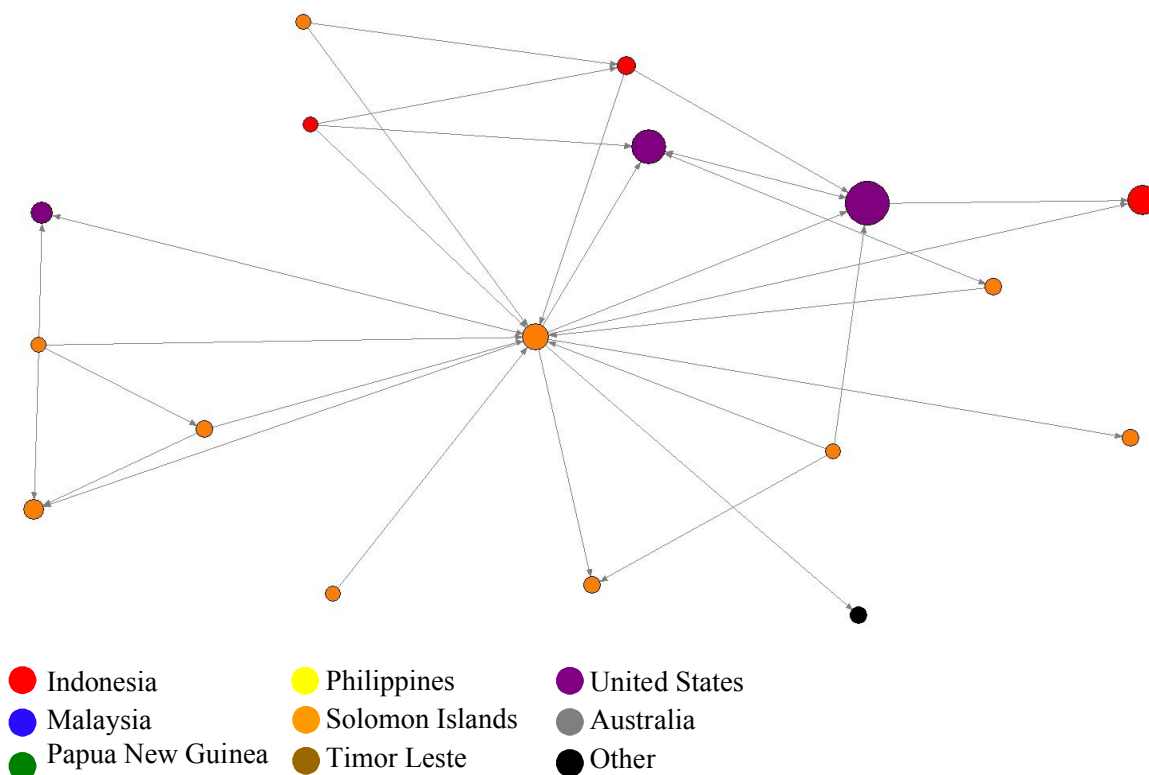 Indonesia
Malaysia
Papua New Guinea
Philippines
Solomon Islands
Timor Leste
United States
Australia
Other